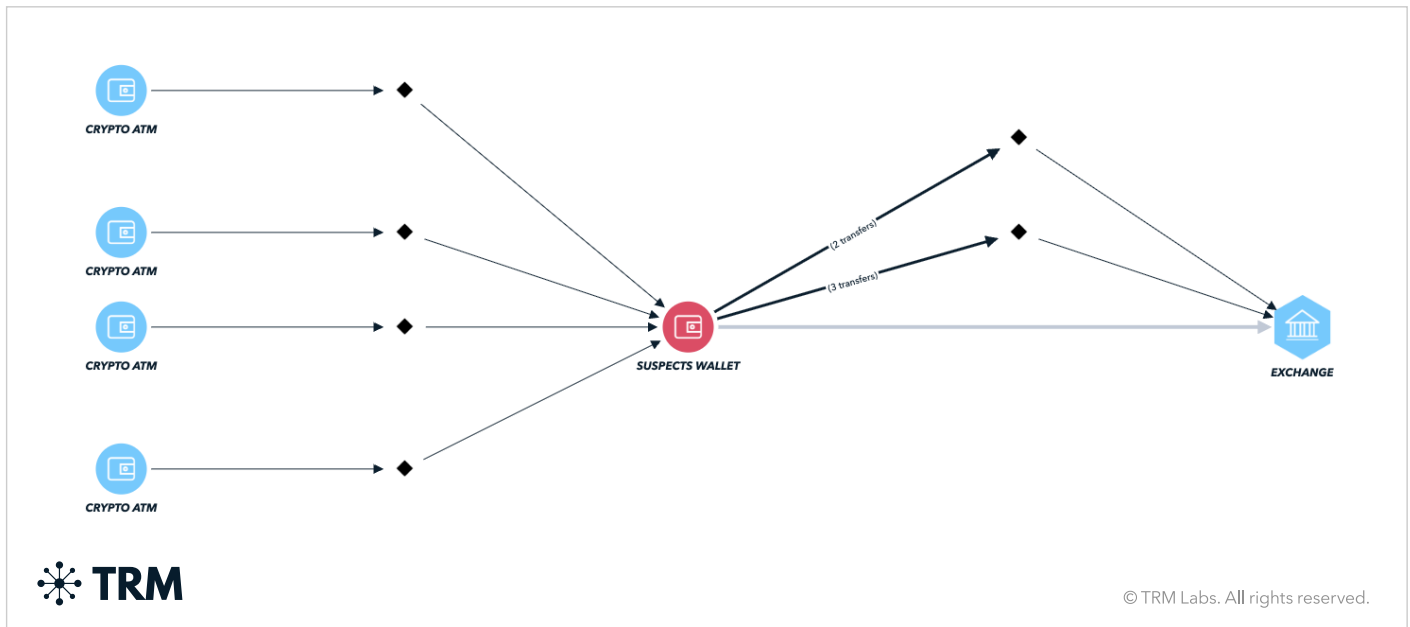 CRYPTO ATM
CRYPTO ATM
CRYPTO ATM
CRYPTO ATM
(2 transfers)
(3 transfers)
SUSPECTS WALLET
EXCHANGE
TRM
© TRM Labs. All rights reserved.